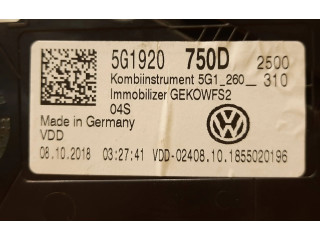 5G1920 750D 2500
Kombiinstrument 5G1_260__ 310
Immobilizer GEKOWFS2
04S
Made in Germany
VDD
08.10.2018 03:27:41 VDD-02408.10.1855020196